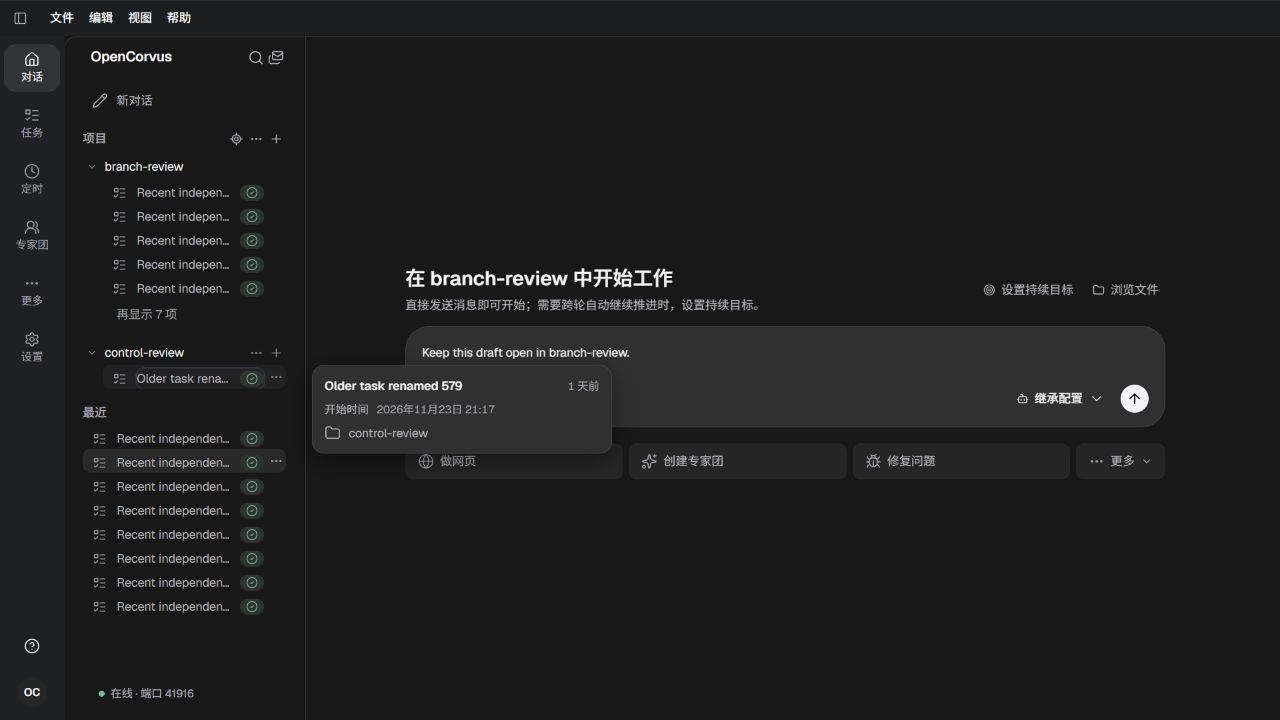 文件 编辑 视图 帮助
OpenCorvus
对话
任务
定时
专家团
更多
设置
OC
新对话
项目
branch-review
Recent indepen...
Recent indepen...
Recent indepen...
Recent indepen...
Recent indepen...
再显示 7 项
control-review
Older task rena...
最近
Recent independen...
Recent independen...
Recent independen...
Recent independen...
Recent independen...
Recent independen...
Recent independen...
Recent independen...
在线 · 端口 41916
在 branch-review 中开始工作
直接发送消息即可开始；需要跨轮自动继续推进时，设置持续目标。
设置持续目标 浏览文件
Keep this draft open in branch-review.
继承配置
Older task renamed 579 1 天前
开始时间 2026年11月23日 21:17
control-review
做网页 创建专家团 修复问题 更多